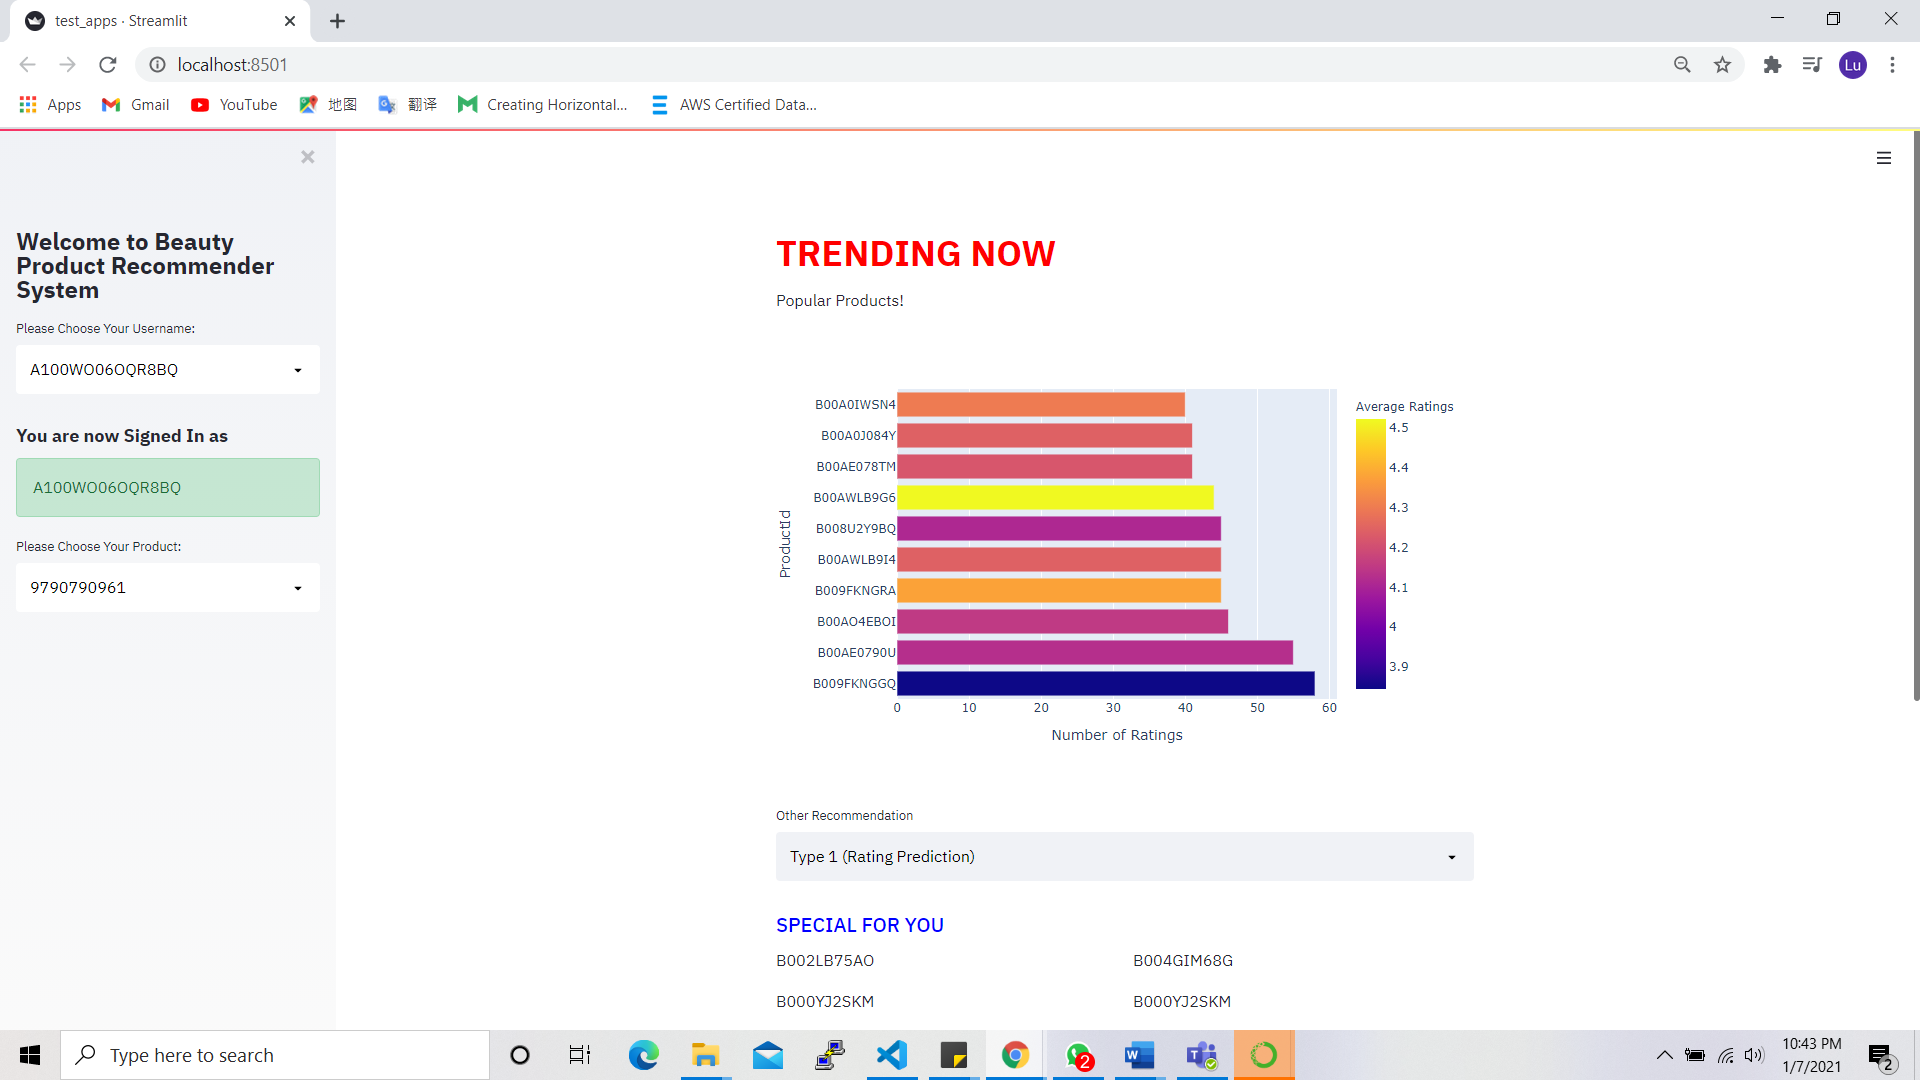 test_apps · Streamlit
localhost:8501
Lu
Apps
Gmail
YouTube
地图
翻译
Creating Horizontal...
AWS Certified Data...
Welcome to Beauty
Product Recommender
System
Please Choose Your Username:
A100WO06OQR8BQ
You are now Signed In as
A100WO06OQR8BQ
Please Choose Your Product:
9790790961
TRENDING NOW
Popular Products!
ProductId
B00A0IWSN4
B00A0J084Y
B00AE078TM
B00AWLB9G6
B008U2Y9BQ
B00AWLB9I4
B009FKNGRA
B00AO4EBOI
B00AE0790U
B009FKNGGQ
0 10 20 30 40 50 60
Number of Ratings
Average Ratings
4.5
4.4
4.3
4.2
4.1
4
3.9
Other Recommendation
Type 1 (Rating Prediction)
SPECIAL FOR YOU
B002LB75AO B004GIM68G
B000YJ2SKM B000YJ2SKM
Type here to search
2
W
T
10:43 PM
1/7/2021
2